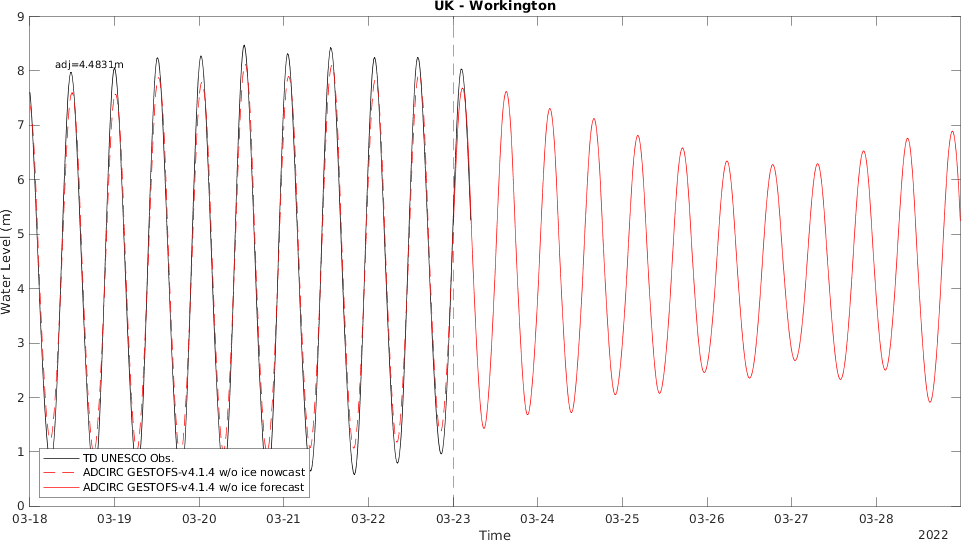 UK - Workington
adj=4.4831m
Water Level (m)
9
8
7
6
5
4
3
2
1
0
TD UNESCO Obs.
ADCIRC GESTOFS-v4.1.4 w/o ice nowcast
ADCIRC GESTOFS-v4.1.4 w/o ice forecast
03-18 03-19 03-20 03-21 03-22 03-23 03-24 03-25 03-26 03-27 03-28
Time
2022